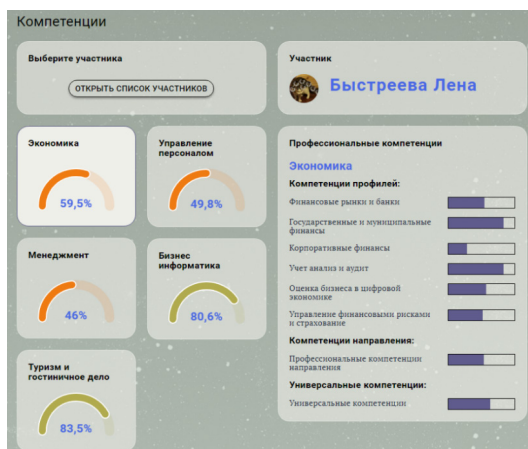 Компетенции
Выберите участника
ОТКРЫТЬ СПИСОК УЧАСТНИКОВ
Участник
Быстреева Лена
Экономика
59,5%
Управление
персоналом
49,8%
Менеджмент
46%
Бизнес
информатика
80,6%
Туризм и
гостиничное дело
83,5%
Профессиональные компетенции
Экономика
Компетенции профилей:
Финансовые рынки и банки
Государственные и муниципальные
финансы
Корпоративные финансы
Учет анализ и аудит
Оценка бизнеса в цифровой
экономике
Управление финансовыми рисками
и страхование
Компетенции направления:
Профессиональные компетенции
направления
Универсальные компетенции:
Универсальные компетенции